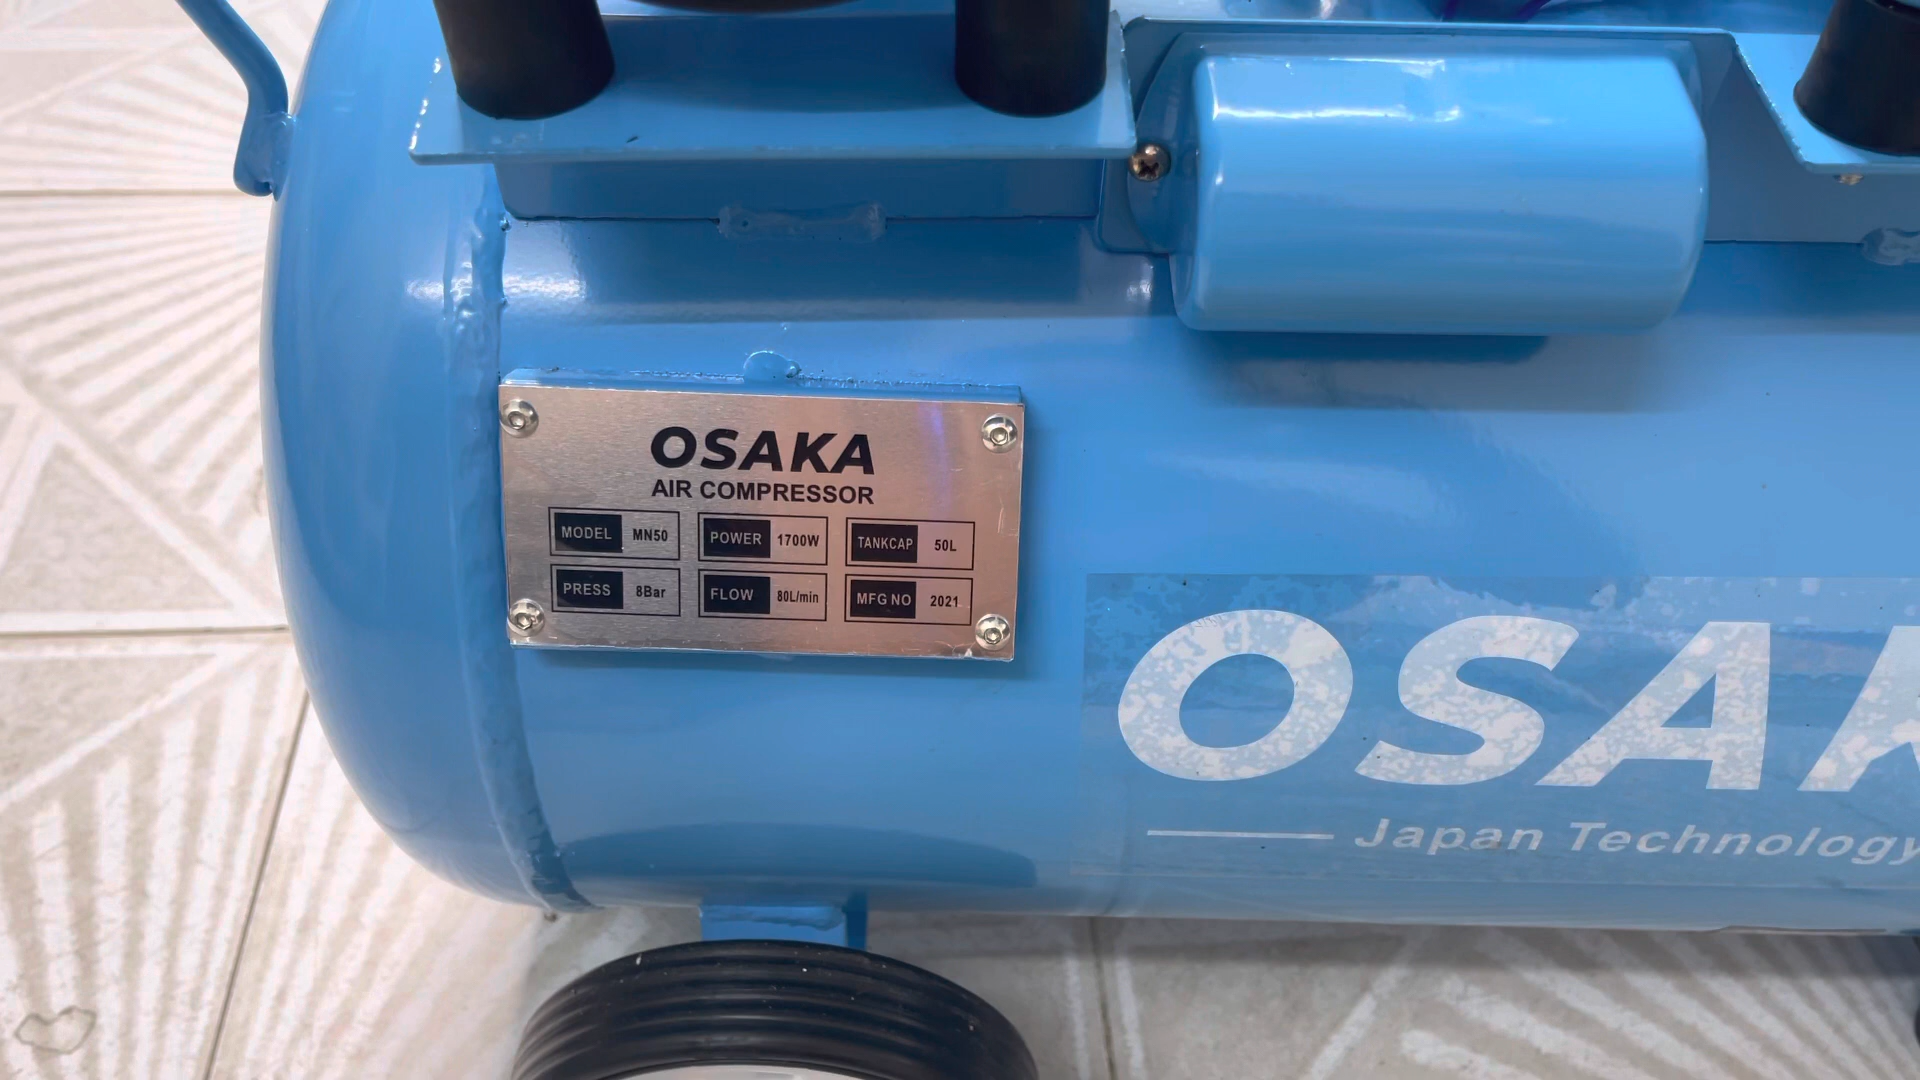 OSAKA
AIR COMPRESSOR
MODEL MN50 POWER 1700W TANKCAP 50L
PRESS 8Bar FLOW 80L/min MFG NO 2021
OSAK
Japan Technology